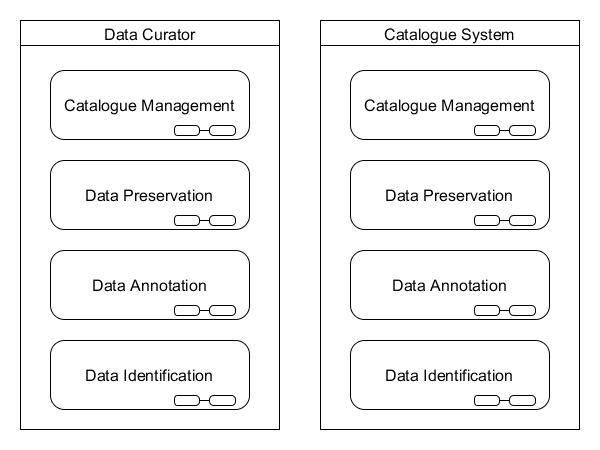 Data Curator
Catalogue Management
Data Preservation
Data Annotation
Data Identification
Catalogue System
Catalogue Management
Data Preservation
Data Annotation
Data Identification